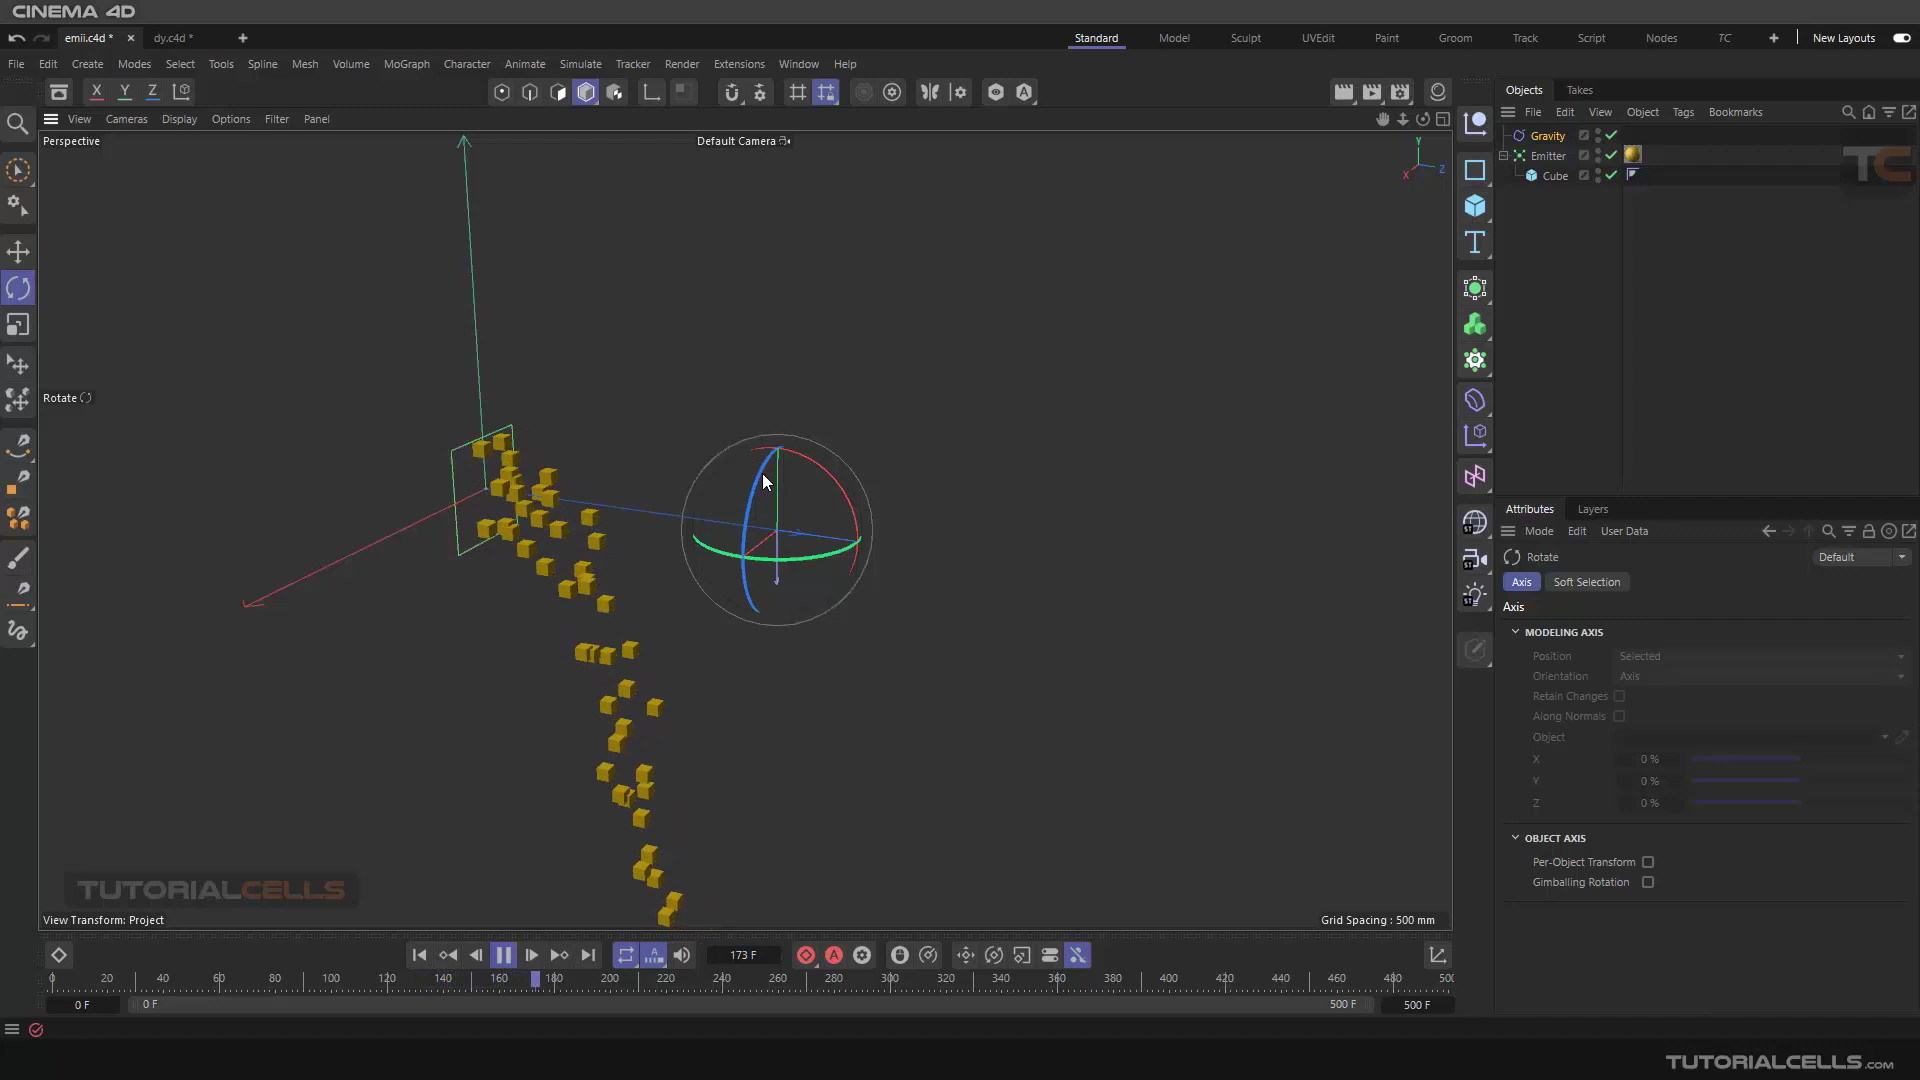 CINEMA 4D
emii.c4d *
dy.c4d *
Standard
Model
Sculpt
UVEdit
Paint
Groom
Track
Script
Nodes
TC
New Layouts
File Edit Create Modes Select Tools Spline Mesh Volume MoGraph Character Animate Simulate Tracker Render Extensions Window Help
X Y Z
View Cameras Display Options Filter Panel
Perspective
Default Camera
Y
Z
X
Rotate
TUTORIALCELLS
View Transform: Project
Grid Spacing : 500 mm
173 F
0 20 40 60 80 100 120 140 160 180 200 220 240 260 280 300 320 340 360 380 400 420 440 460 480 500
0 F
0 F
500 F
500 F
Objects
Takes
File Edit View Object Tags Bookmarks
Gravity
Emitter
Cube
TC
Attributes
Layers
Mode Edit User Data
Rotate
Default
Axis
Soft Selection
Axis
MODELING AXIS
Position Selected
Orientation Axis
Retain Changes
Along Normals
Object
X 0 %
Y 0 %
Z 0 %
OBJECT AXIS
Per-Object Transform
Gimballing Rotation
TUTORIALCELLS.COM